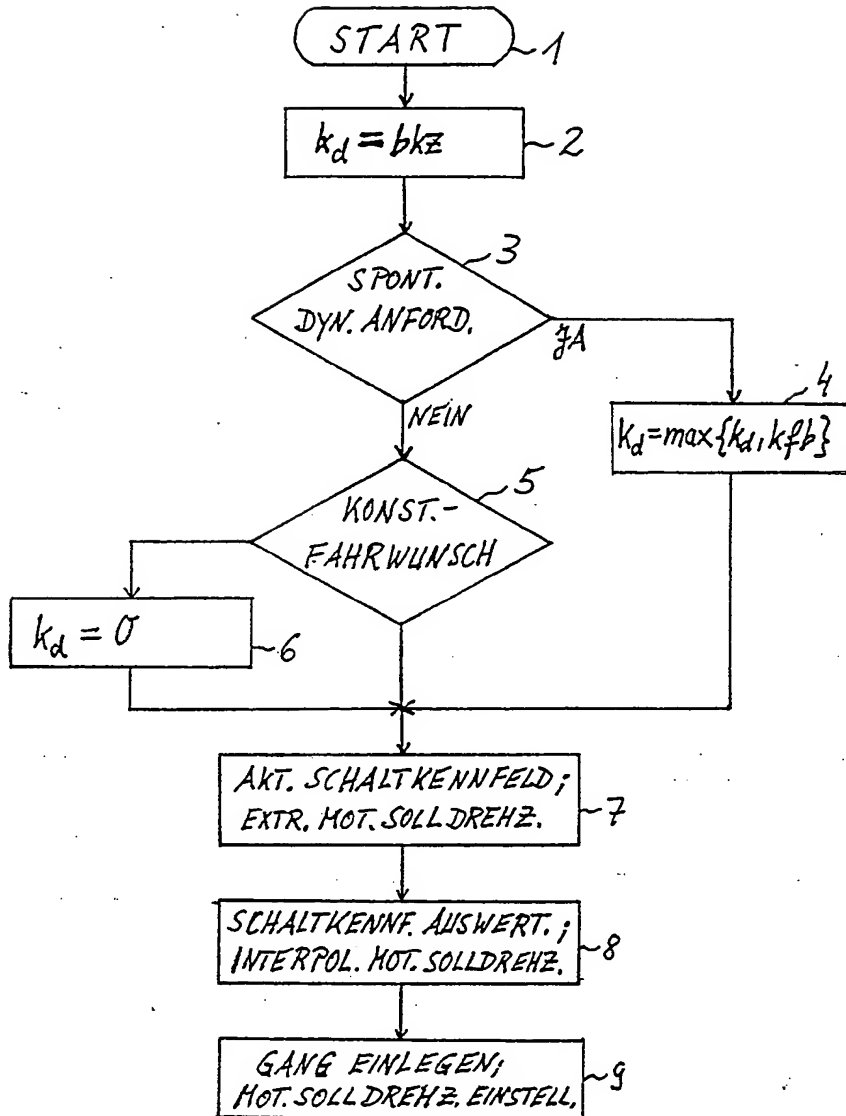 START
1
k_d = bkz
2
3
SPONT.
DYN. ANFORD.
JA
4
NEIN
k_d = max{k_d, kfb}
5
KONST.-
FAHRWUNSCH
k_d = 0
6
AKT. SCHALTKENNFELD;
EXTR. MOT. SOLLDREHZ.
7
SCHALTKENNF. AUSWERT.;
INTERPOL. MOT. SOLLDREHZ.
8
GANG EINLEGEN;
MOT. SOLLDREHZ. EINSTELL.
9